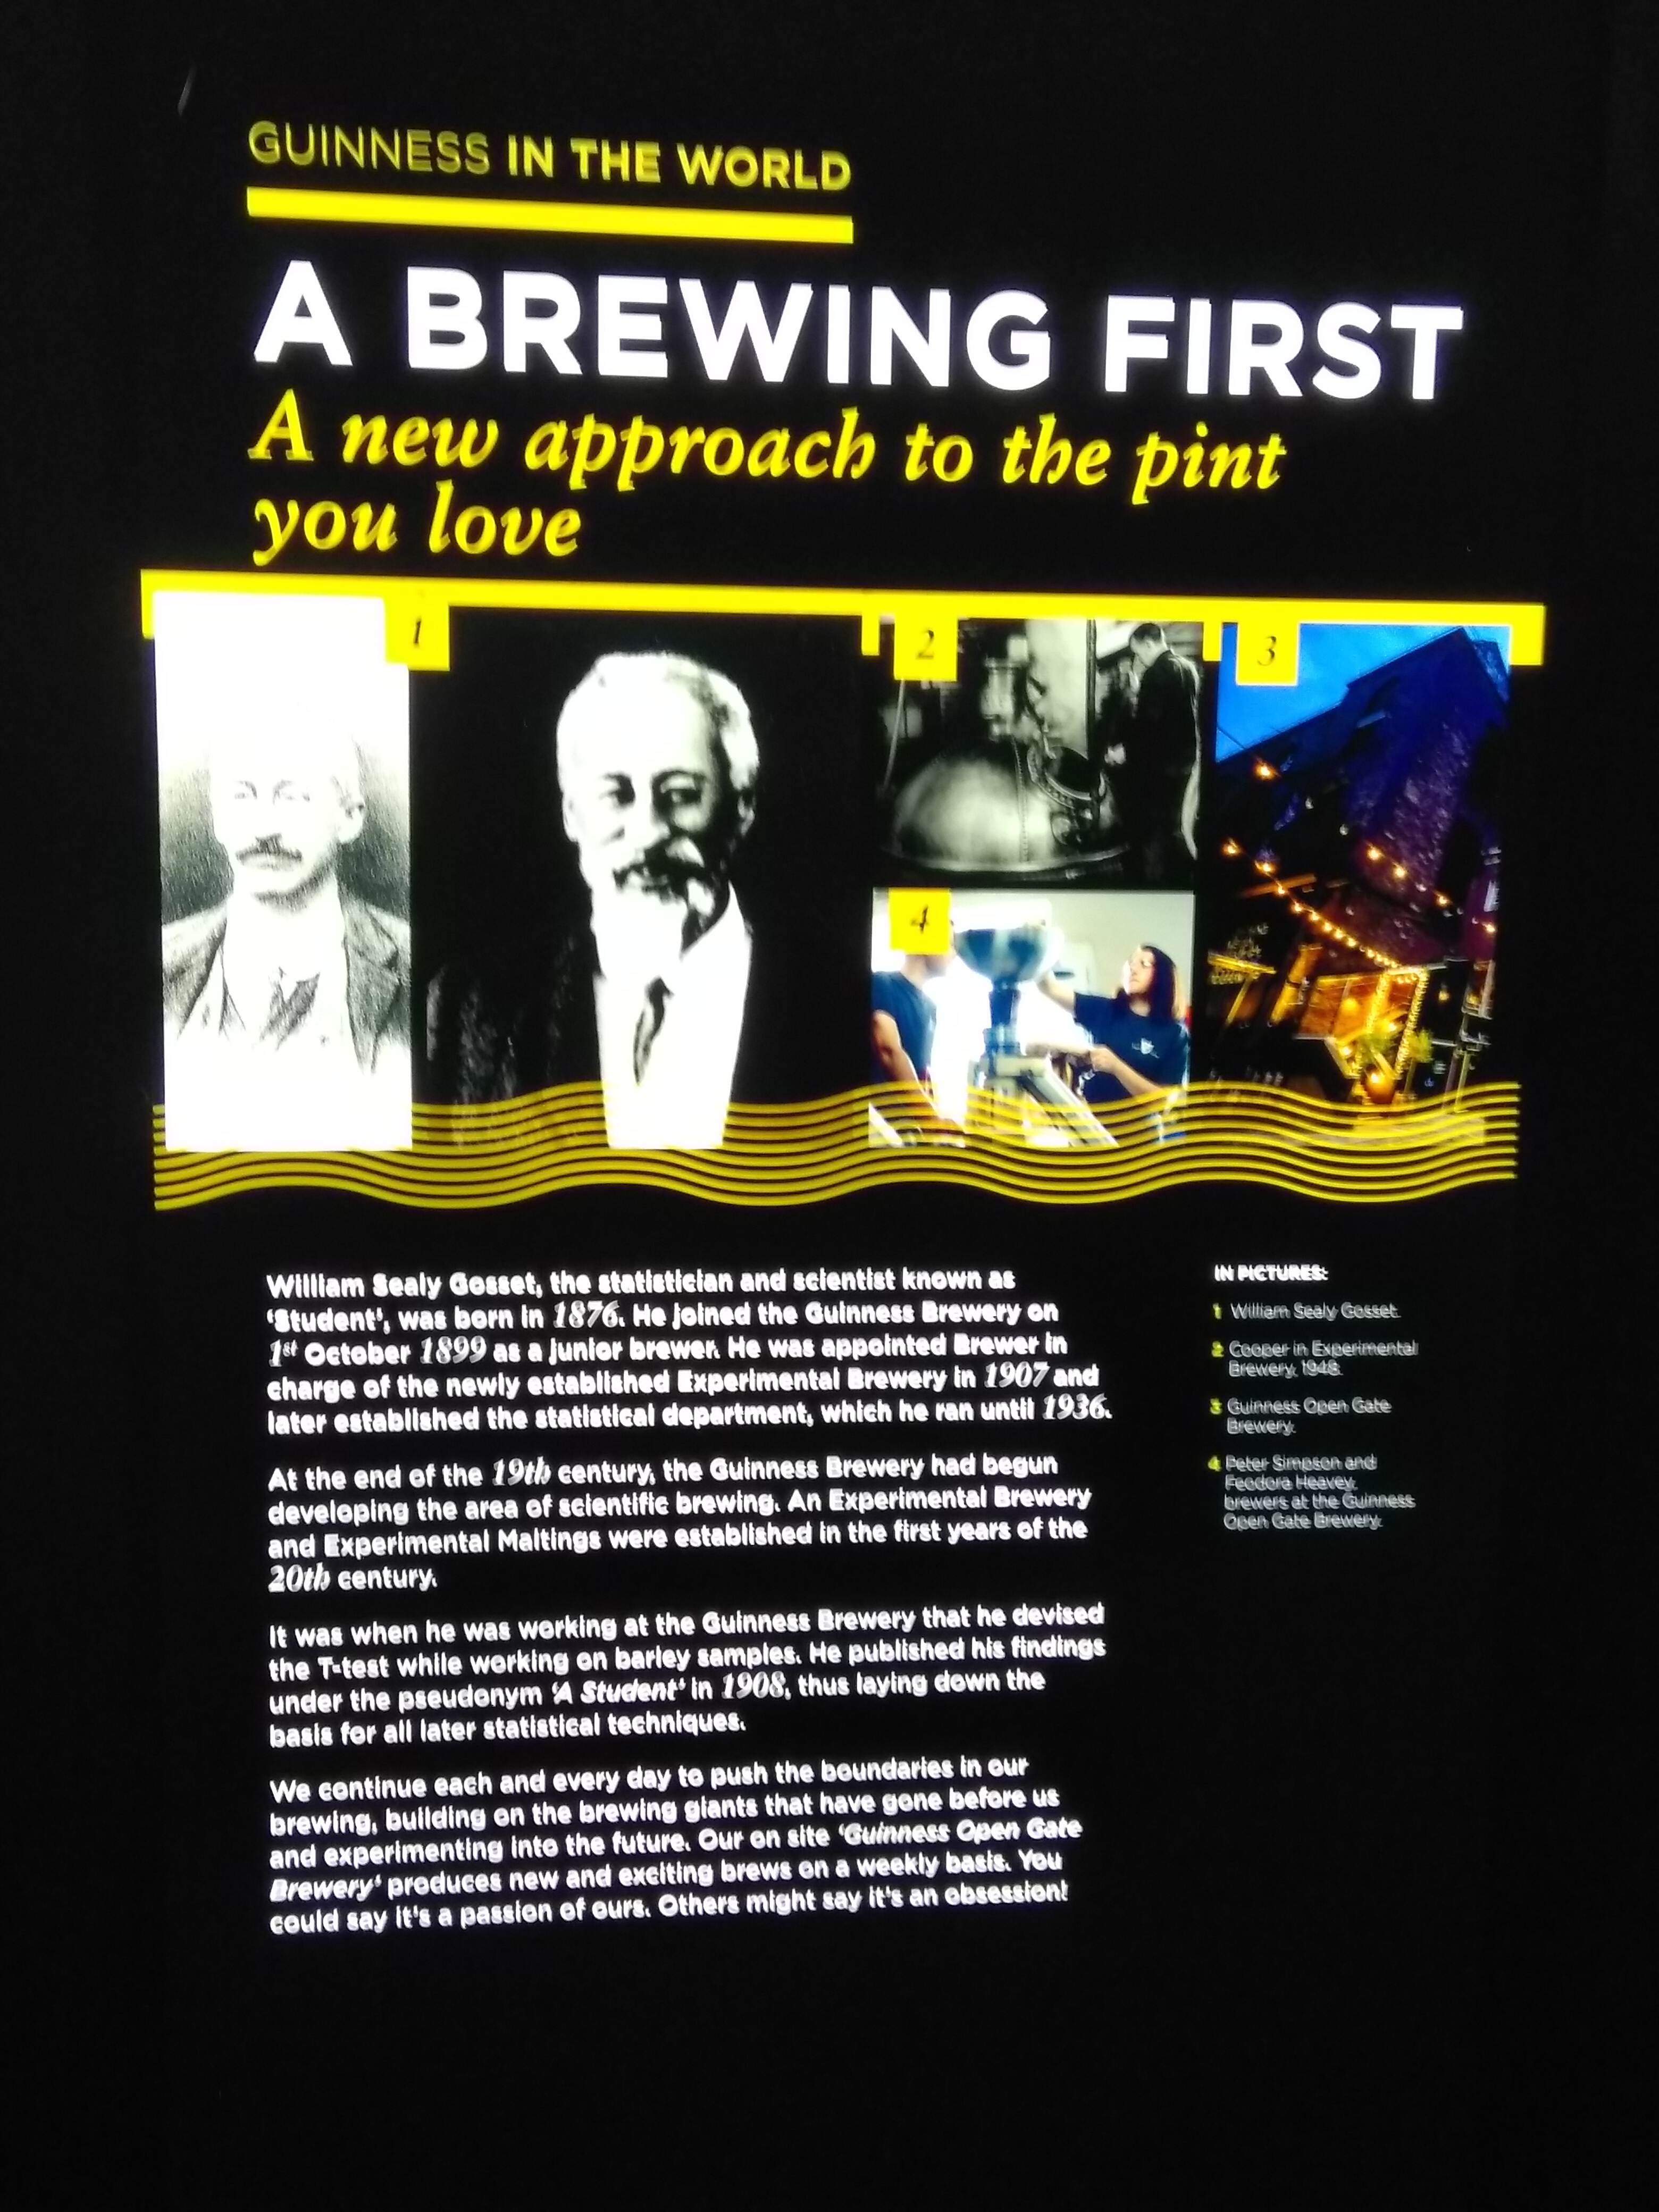 GUINNESS IN THE WORLD
A BREWING FIRST
A new approach to the pint
you love
1
2
3
4
William Sealy Gosset, the statistician and scientist known as
'Student', was born in 1876. He joined the Guinness Brewery on
1st October 1899 as a junior brewer. He was appointed Brewer in
charge of the newly established Experimental Brewery in 1907 and
later established the statistical department, which he ran until 1936.
At the end of the 19th century, the Guinness Brewery had begun
developing the area of scientific brewing. An Experimental Brewery
and Experimental Maltings were established in the first years of the
20th century.
It was when he was working at the Guinness Brewery that he devised
the T-test while working on barley samples. He published his findings
under the pseudonym 'A Student' in 1908, thus laying down the
basis for all later statistical techniques.
We continue each and every day to push the boundaries in our
brewing, building on the brewing giants that have gone before us
and experimenting into the future. Our on site 'Guinness Open Gate
Brewery' produces new and exciting brews on a weekly basis. You
could say it's a passion of ours. Others might say it's an obsession!
IN PICTURES:
1 William Sealy Gosset.
2 Cooper in Experimental
Brewery, 1948.
3 Guinness Open Gate
Brewery.
4 Peter Simpson and
Feodora Heavey,
brewers at the Guinness
Open Gate Brewery.